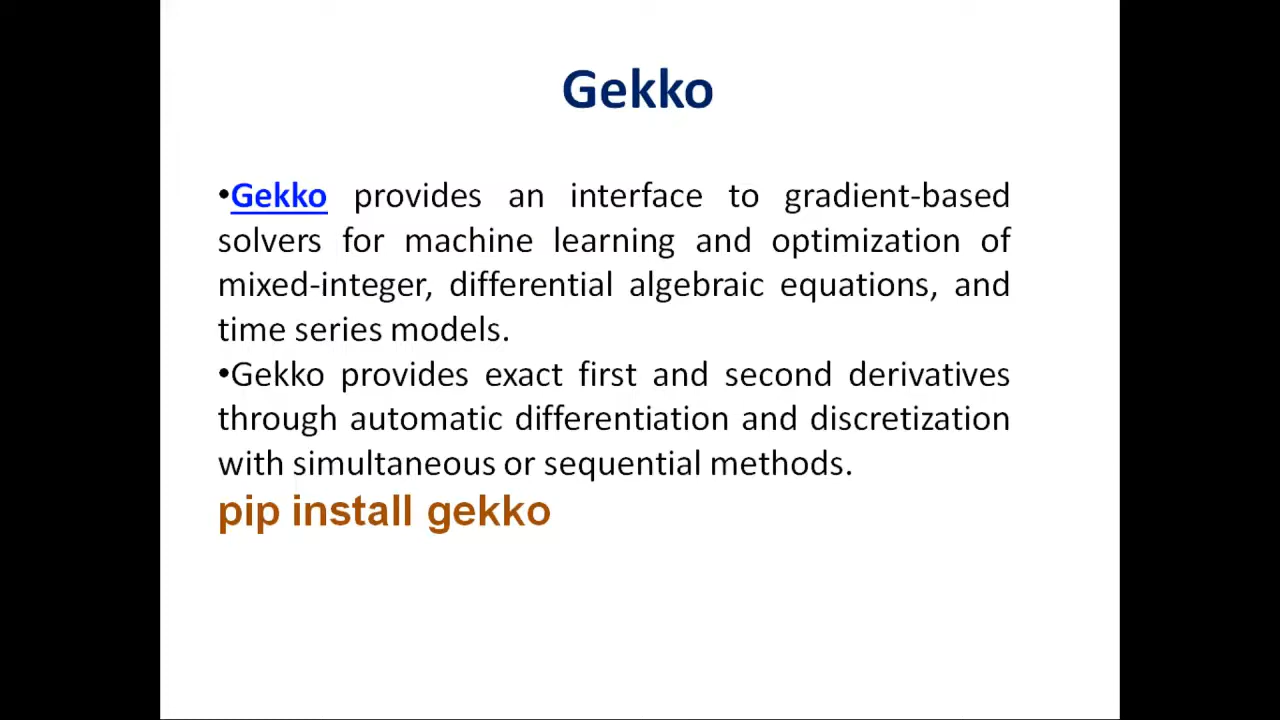 Gekko
•Gekko provides an interface to gradient-based
solvers for machine learning and optimization of
mixed-integer, differential algebraic equations, and
time series models.
•Gekko provides exact first and second derivatives
through automatic differentiation and discretization
with simultaneous or sequential methods.
pip install gekko